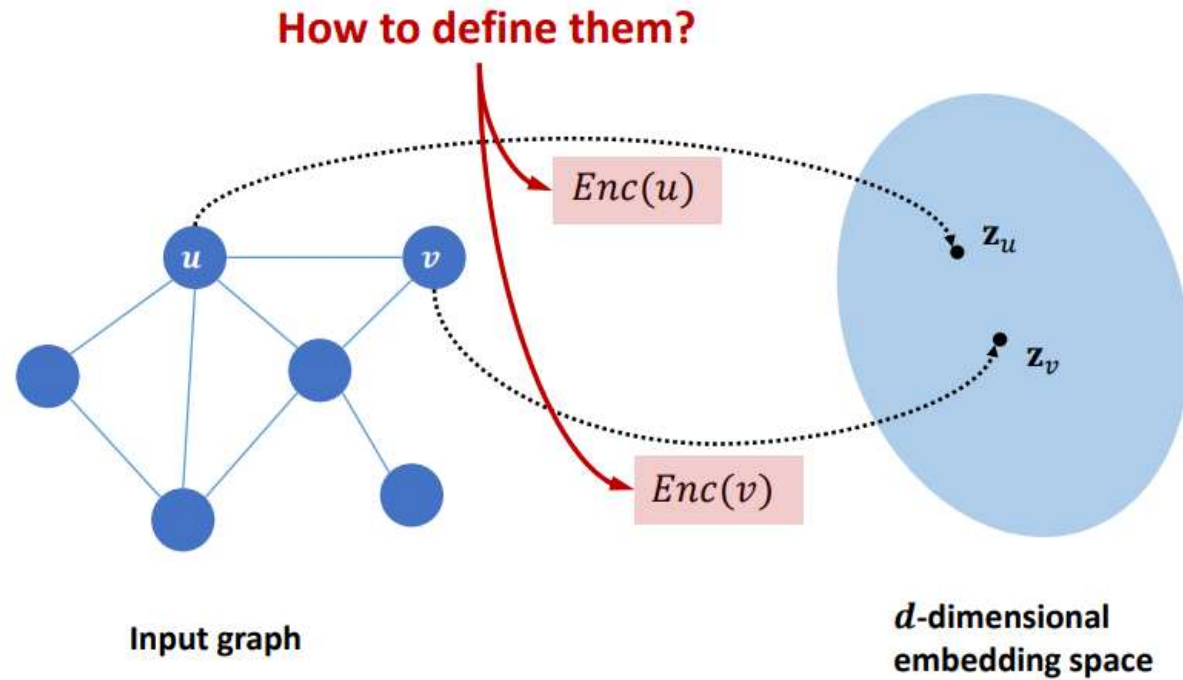 How to define them?
Enc(u)
u
v
z_u
z_v
Enc(v)
Input graph
d-dimensional
embedding space